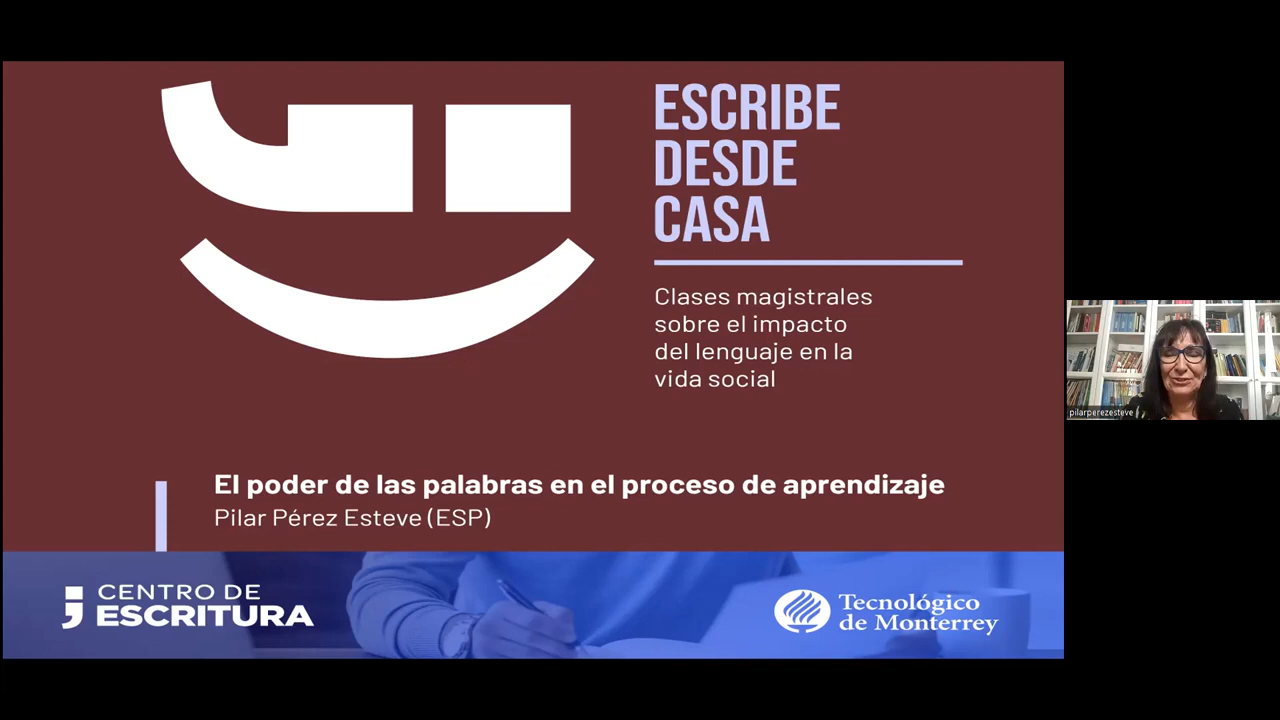 ESCRIBE
DESDE
CASA
Clases magistrales
sobre el impacto
del lenguaje en la
vida social
El poder de las palabras en el proceso de aprendizaje
Pilar Pérez Esteve (ESP)
CENTRO DE
ESCRITURA
Tecnológico
de Monterrey
pilarperezesteve